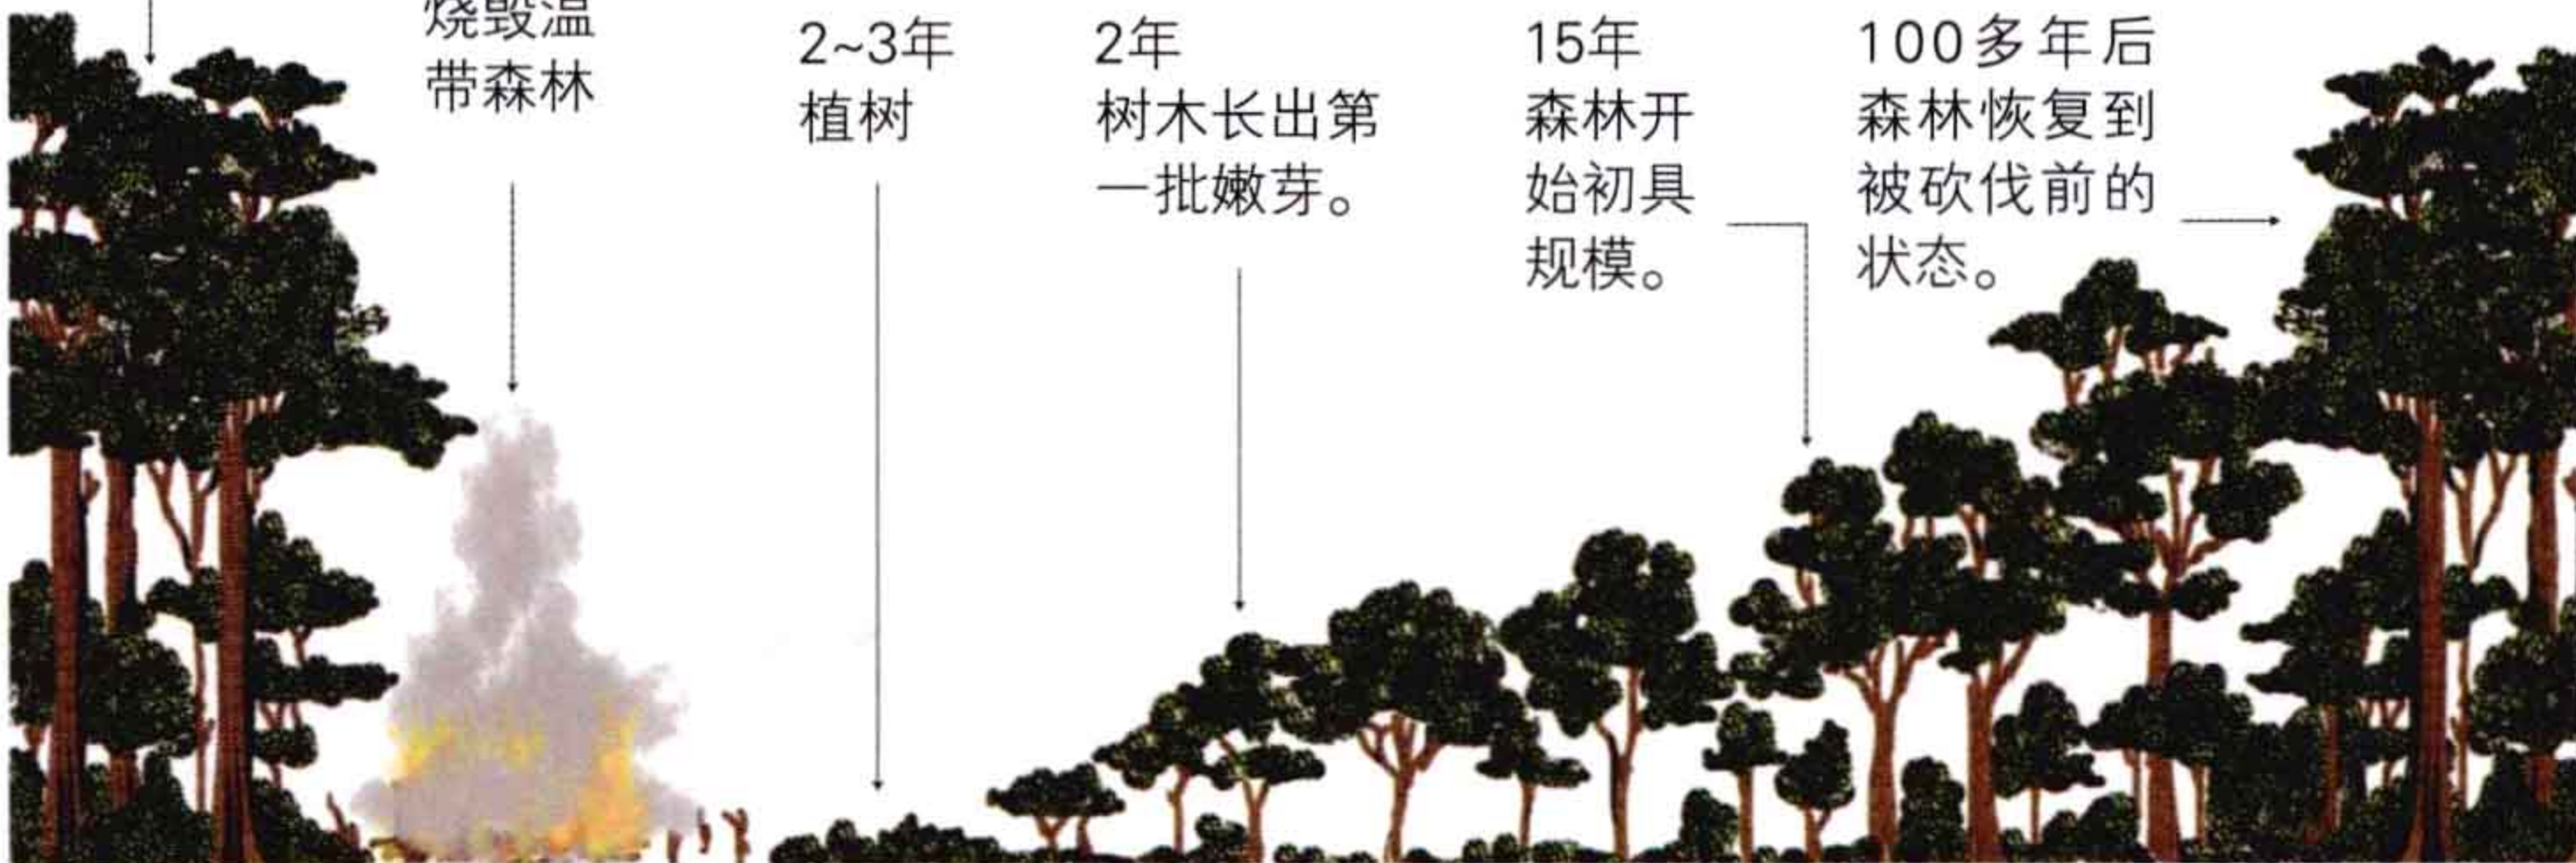 烧毁温
带森林
2~3年
植树
2年
树木长出第
一批嫩芽。
15年
森林开
始初具
规模。
100多年后
森林恢复到
被砍伐前的
状态。